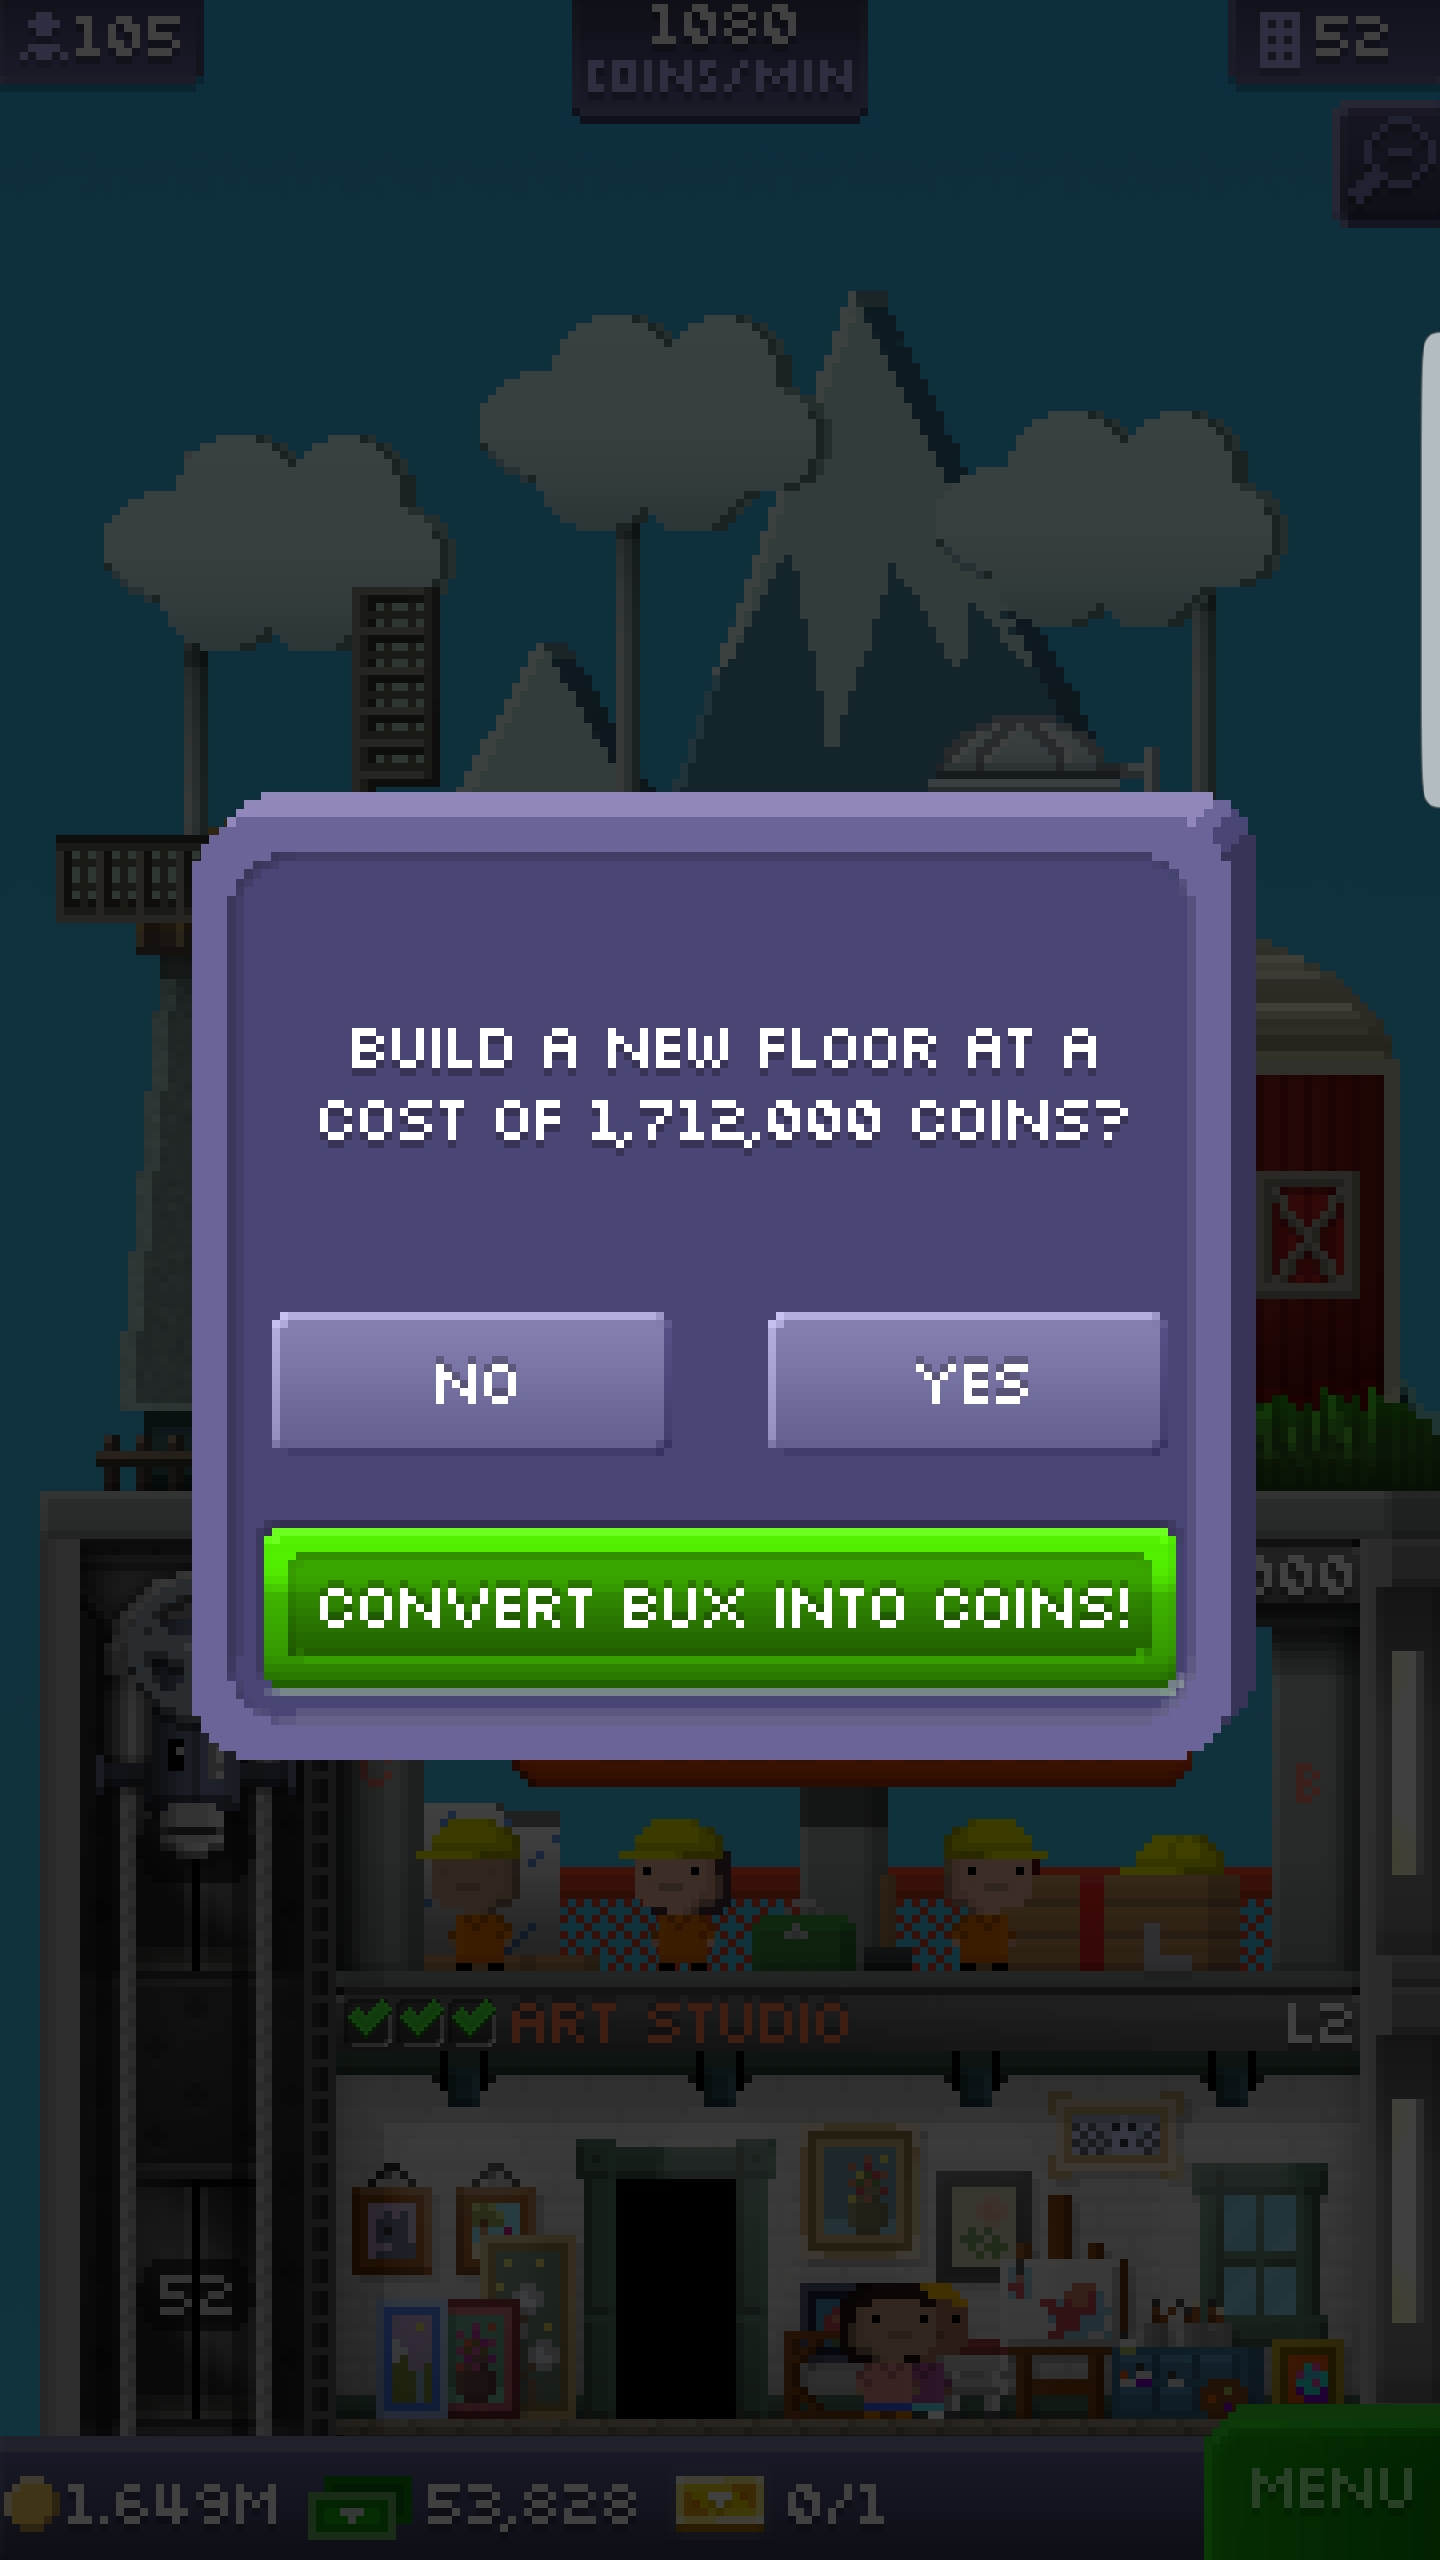 105
1080
COINS/MIN
52
BUILD A NEW FLOOR AT A
COST OF 1,712,000 COINS?
NO
YES
CONVERT BUX INTO COINS!
B
ART STUDIO
L2
52
1.649M
53,828
0/1
MENU